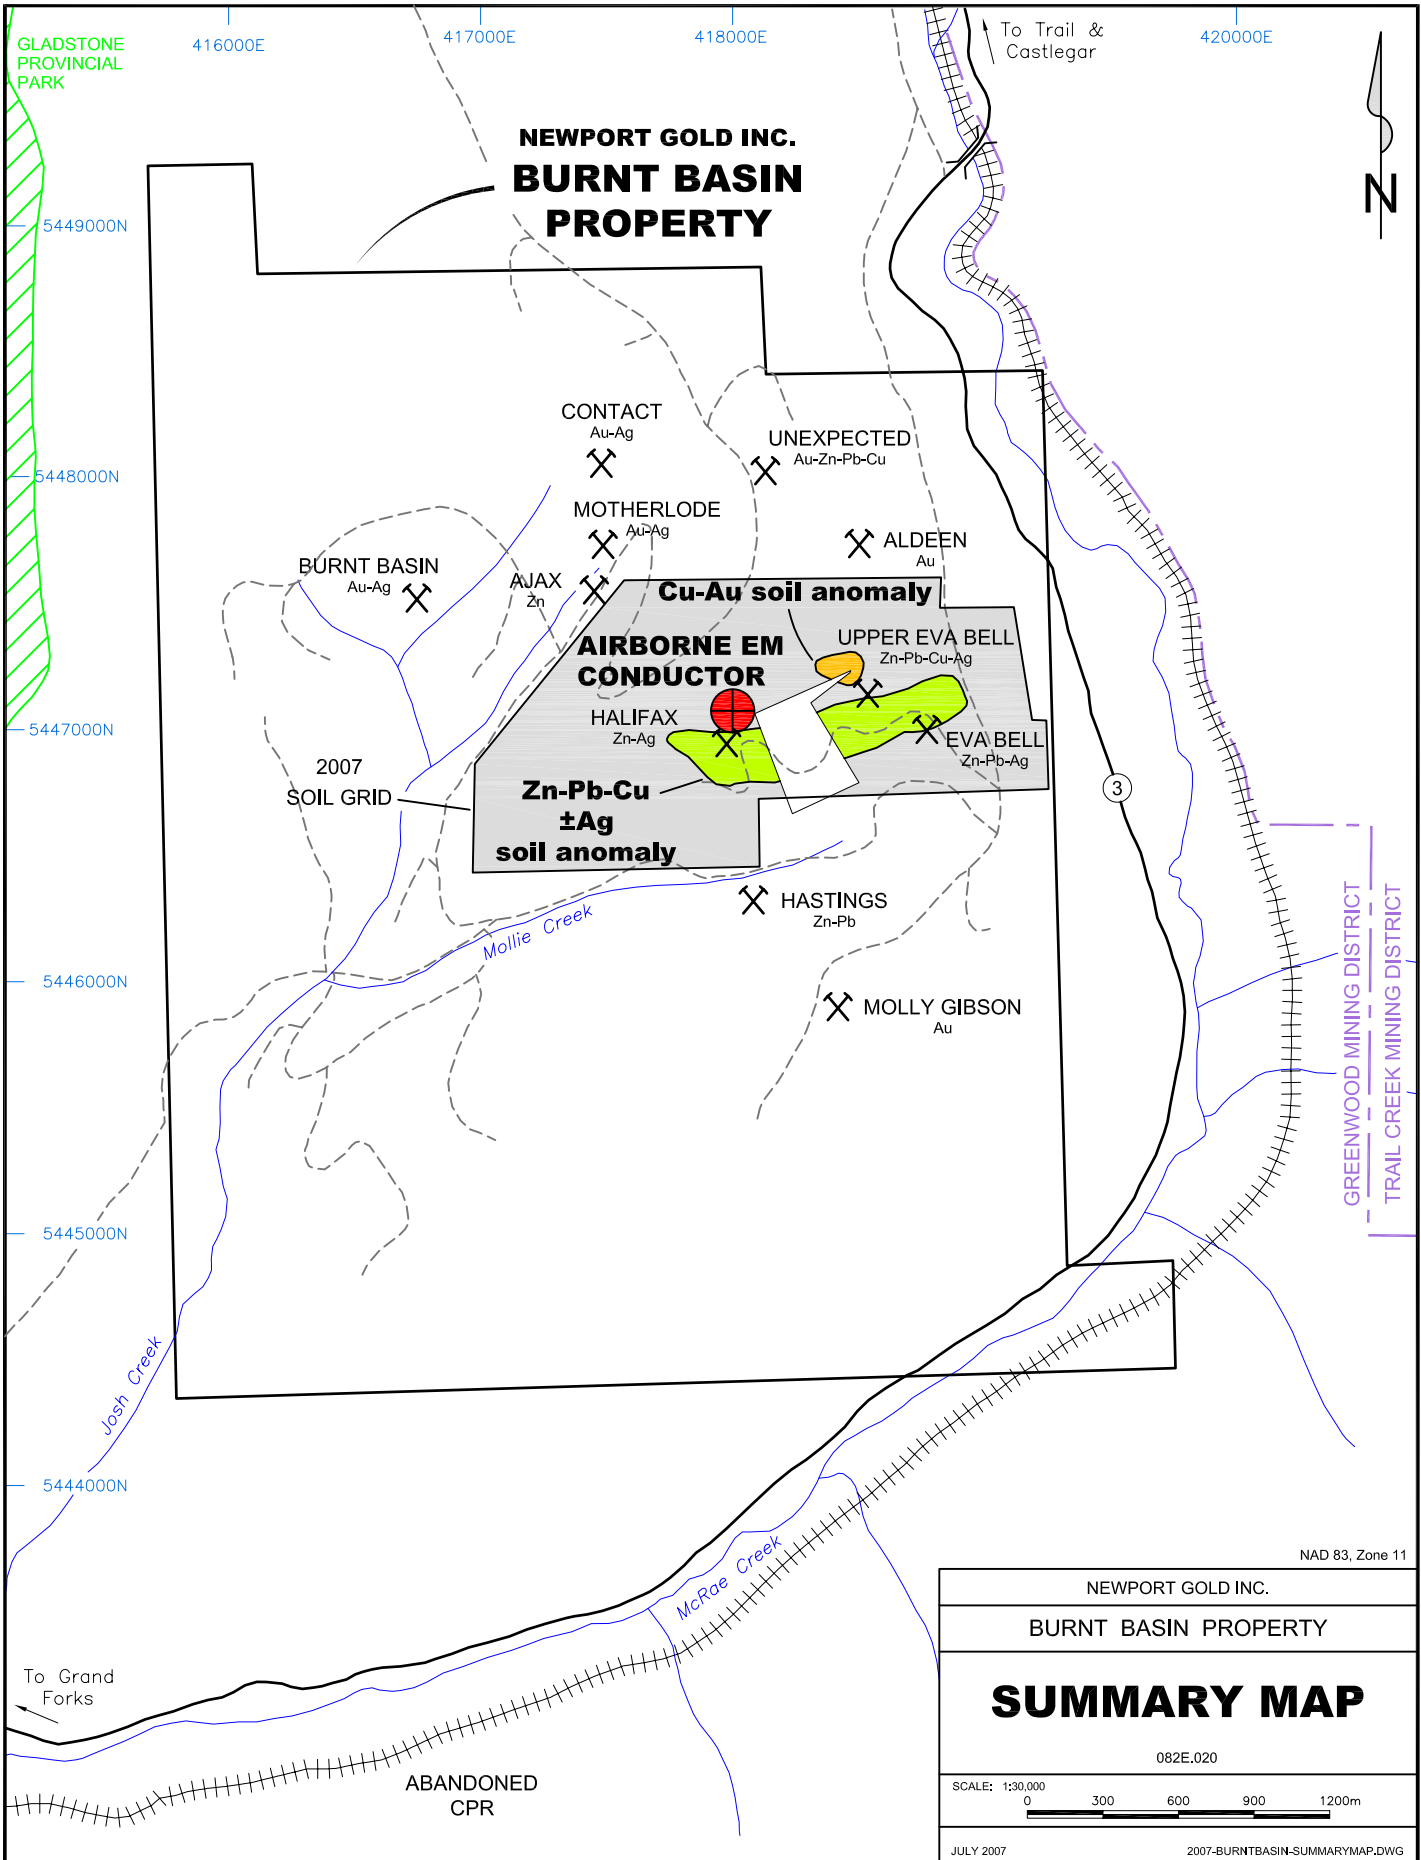 416000E
417000E
418000E
420000E
GLADSTONE
PROVINCIAL
PARK
To Trail &
Castlegar
N
NEWPORT GOLD INC.
BURNT BASIN
PROPERTY
5449000N
5448000N
5447000N
5446000N
5445000N
5444000N
CONTACT
Au-Ag
UNEXPECTED
Au-Zn-Pb-Cu
MOTHERLODE
Au-Ag
ALDEEN
Au
BURNT BASIN
Au-Ag
AJAX
Zn
Cu-Au soil anomaly
AIRBORNE EM
CONDUCTOR
UPPER EVA BELL
Zn-Pb-Cu-Ag
HALIFAX
Zn-Ag
EVA BELL
Zn-Pb-Ag
2007
SOIL GRID
Zn-Pb-Cu
±Ag
soil anomaly
3
HASTINGS
Zn-Pb
Mollie Creek
MOLLY GIBSON
Au
GREENWOOD MINING DISTRICT
TRAIL CREEK MINING DISTRICT
Josh Creek
McRae Creek
To Grand
Forks
ABANDONED
CPR
NAD 83, Zone 11
NEWPORT GOLD INC.
BURNT BASIN PROPERTY
SUMMARY MAP
082E.020
SCALE: 1:30,000
0 300 600 900 1200m
JULY 2007
2007-BURNTBASIN-SUMMARYMAP.DWG